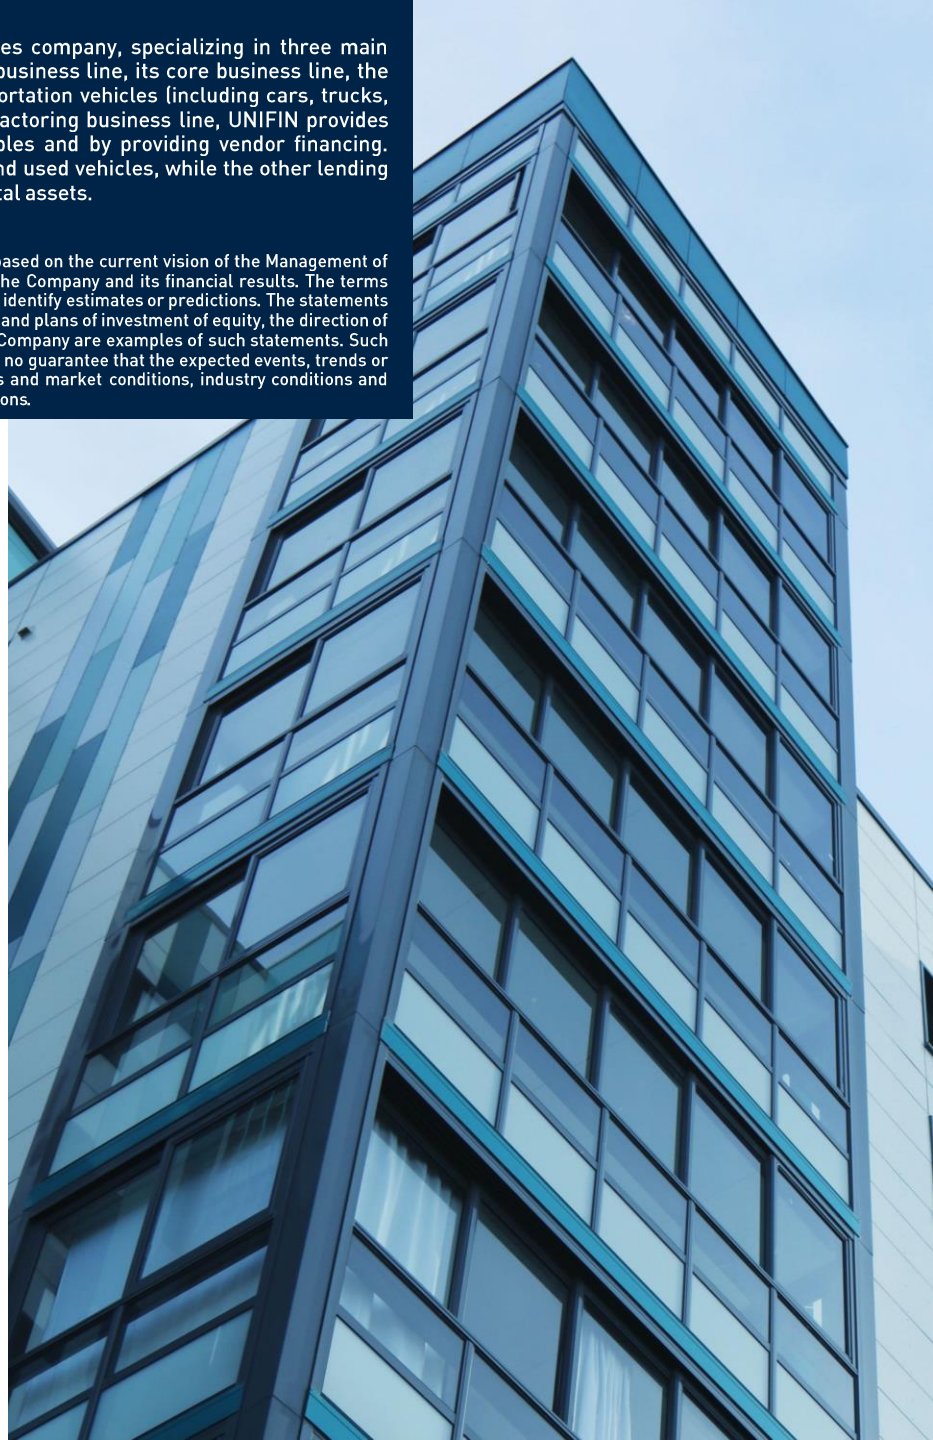 es company, specializing in three main
business line, its core business line, the
ortation vehicles (including cars, trucks,
actoring business line, UNIFIN provides
bles and by providing vendor financing.
nd used vehicles, while the other lending
tal assets.
based on the current vision of the Management of
he Company and its financial results. The terms
identify estimates or predictions. The statements
and plans of investment of equity, the direction of
Company are examples of such statements. Such
no guarantee that the expected events, trends or
s and market conditions, industry conditions and
ons.